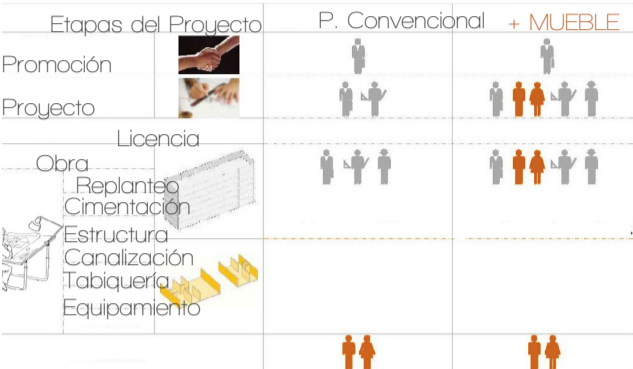 Etapas del Proyecto P. Convencional + MUEBLE
Promoción
Proyecto
Licencia
Obra
Replanteo
Cimentación
Estructura
Canalización
Tabiquería
Equipamiento